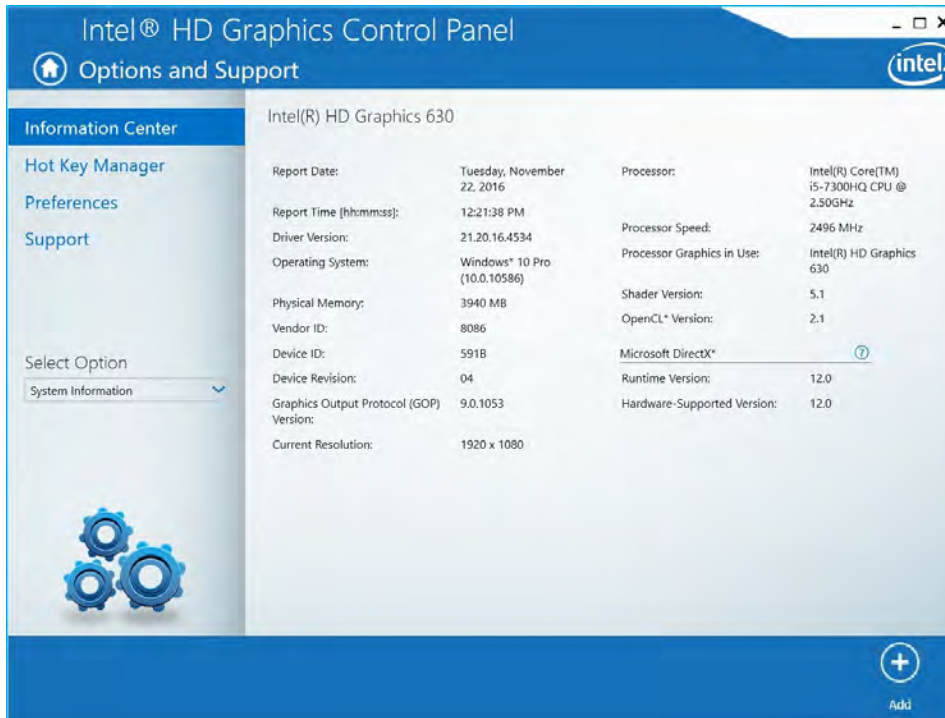 Intel® HD Graphics Control Panel
Options and Support
intel
Information Center
Hot Key Manager
Preferences
Support
Select Option
System Information
Intel(R) HD Graphics 630
Report Date:
Tuesday, November
22, 2016
Report Time [hh:mm:ss]:
12:21:38 PM
Driver Version:
21.20.16.4534
Operating System:
Windows* 10 Pro
(10.0.10586)
Physical Memory:
3940 MB
Vendor ID:
8086
Device ID:
591B
Device Revision:
04
Graphics Output Protocol (GOP)
Version:
9.0.1053
Current Resolution:
1920 x 1080
Processor:
Intel(R) Core(TM)
i5-7300HQ CPU @
2.50GHz
Processor Speed:
2496 MHz
Processor Graphics in Use:
Intel(R) HD Graphics
630
Shader Version:
5.1
OpenCL* Version:
2.1
Microsoft DirectX*
?
Runtime Version:
12.0
Hardware-Supported Version:
12.0
Add